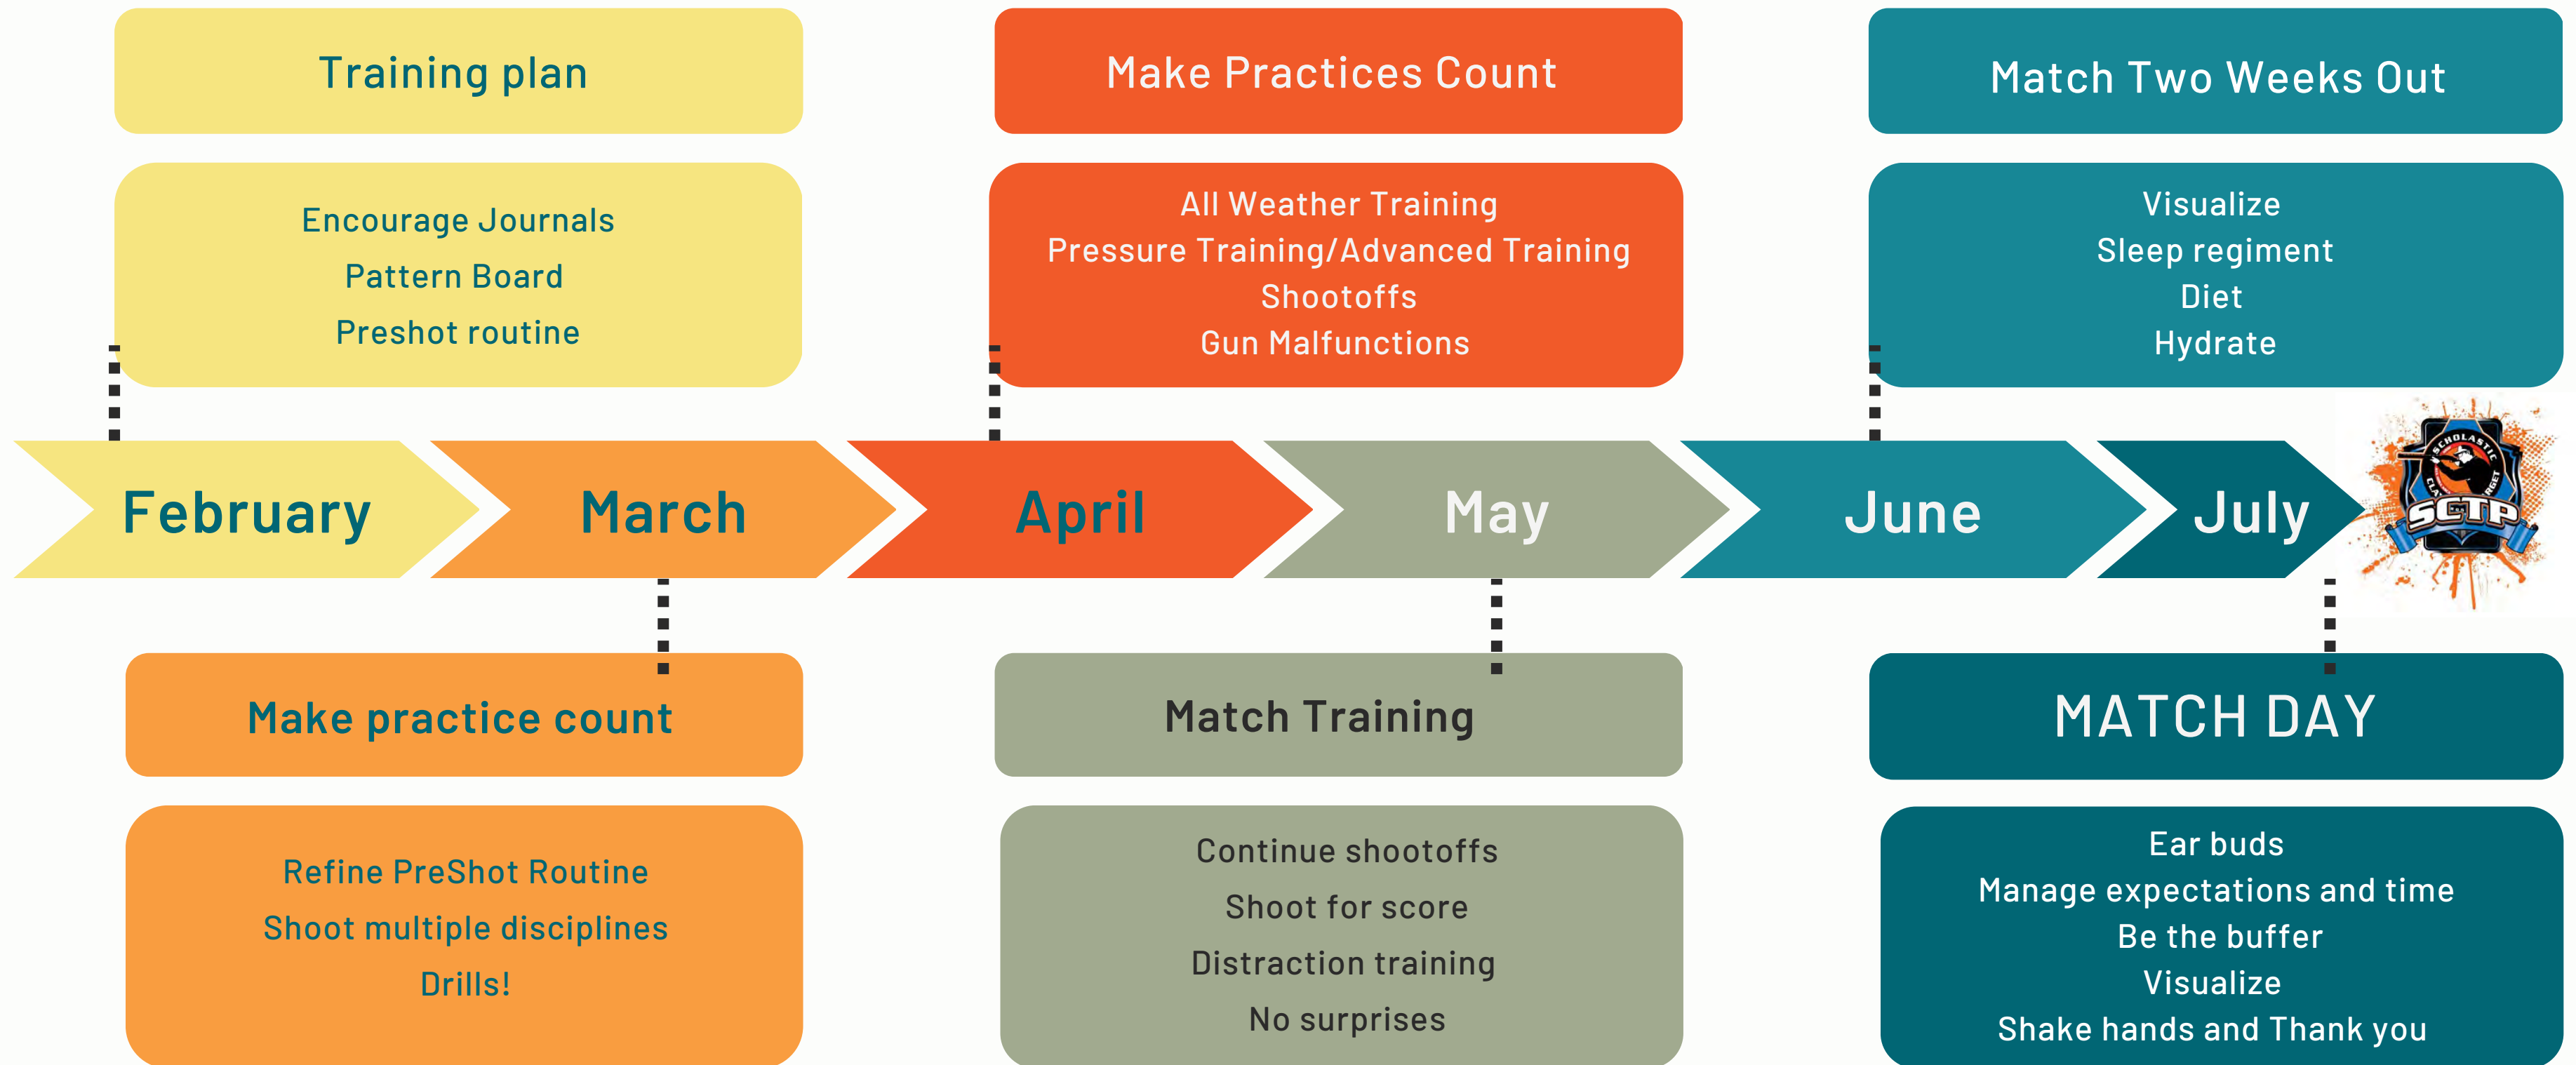 Training plan
Encourage Journals
Pattern Board
Preshot routine
Make Practices Count
All Weather Training
Pressure Training/Advanced Training
Shootoffs
Gun Malfunctions
Match Two Weeks Out
Visualize
Sleep regiment
Diet
Hydrate
February
March
April
May
June
July
SCHOLASTIC
SCTP
Make practice count
Refine PreShot Routine
Shoot multiple disciplines
Drills!
Match Training
Continue shootoffs
Shoot for score
Distraction training
No surprises
MATCH DAY
Ear buds
Manage expectations and time
Be the buffer
Visualize
Shake hands and Thank you